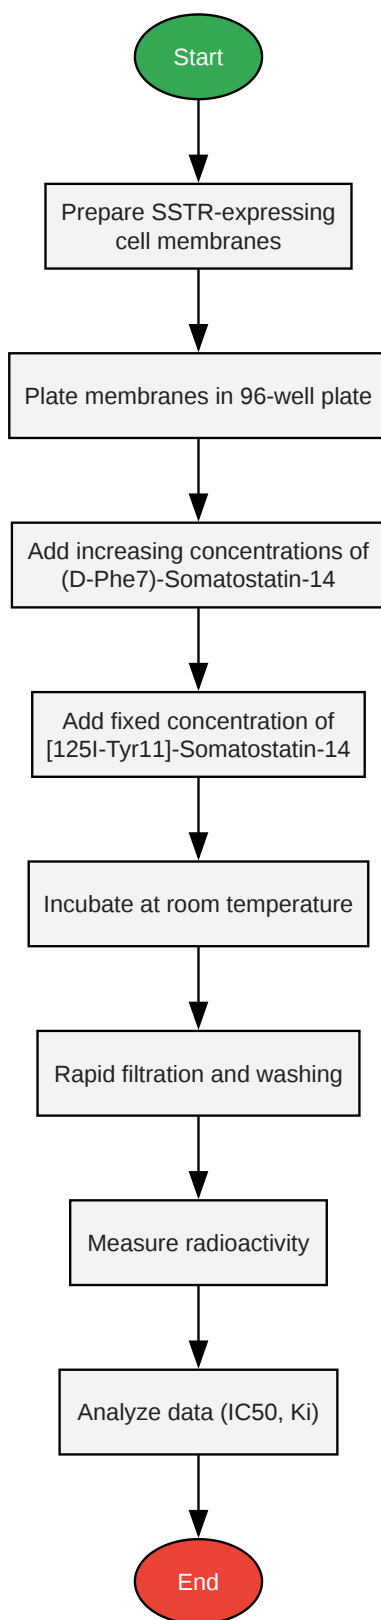 Start
Prepare SSTR-expressing
cell membranes
Plate membranes in 96-well plate
Add increasing concentrations of
(D-Phe7)-Somatostatin-14
Add fixed concentration of
[125I-Tyr11]-Somatostatin-14
Incubate at room temperature
Rapid filtration and washing
Measure radioactivity
Analyze data (IC50, Ki)
End